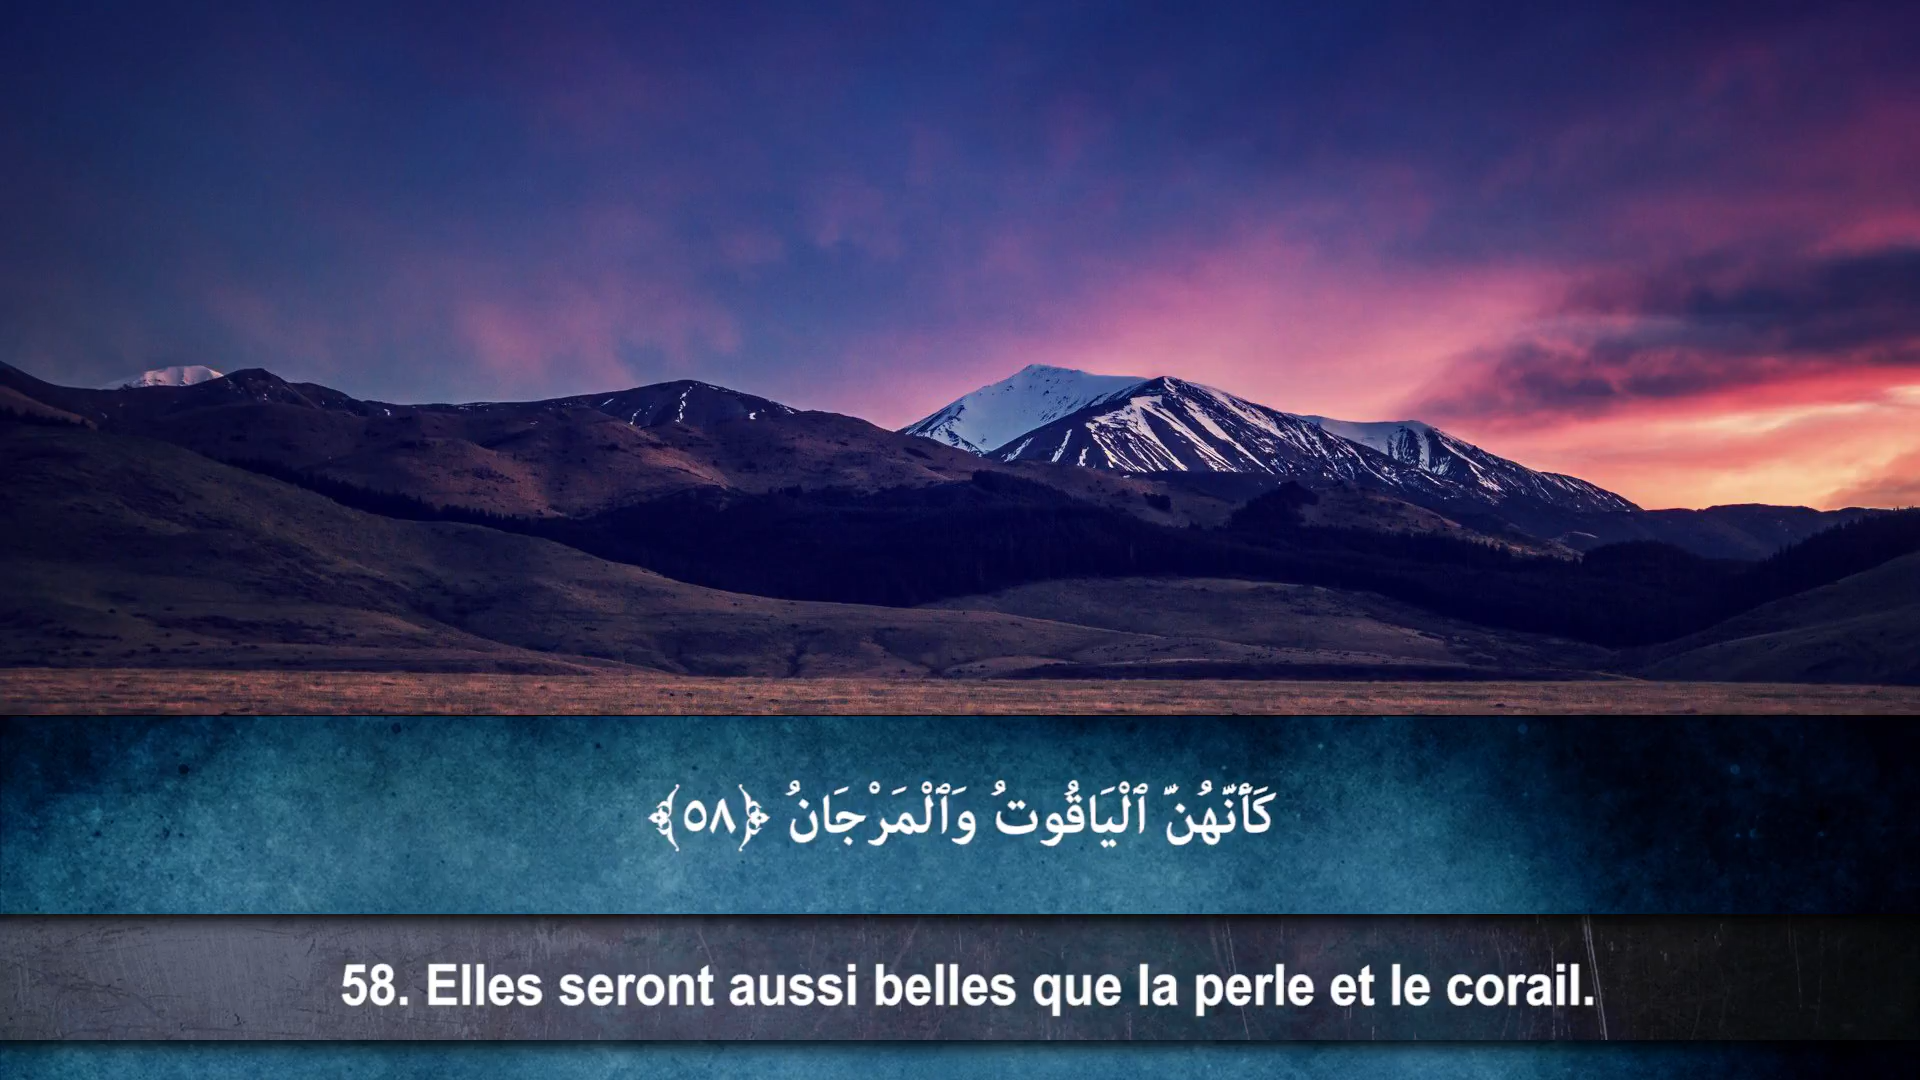 كَأَنَّهُنَّ ٱلْيَاقُوتُ وَٱلْمَرْجَانُ ﴿٥٨﴾
58. Elles seront aussi belles que la perle et le corail.